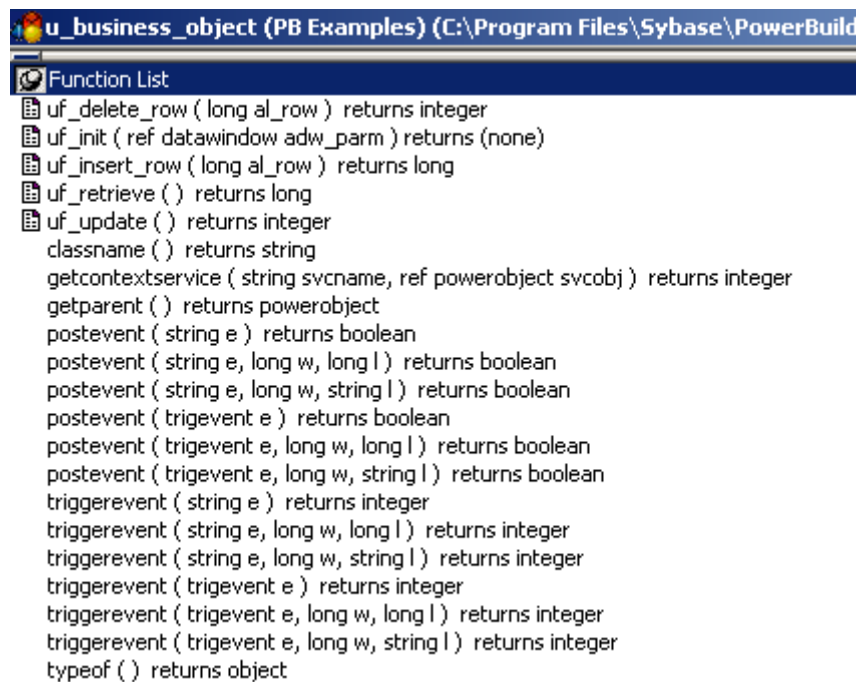 u_business_object (PB Examples) (C:\Program Files\Sybase\PowerBuild
Function List
uf_delete_row ( long al_row ) returns integer
uf_init ( ref datawindow adw_parm ) returns (none)
uf_insert_row ( long al_row ) returns long
uf_retrieve ( ) returns long
uf_update ( ) returns integer
classname ( ) returns string
getcontextservice ( string svcname, ref powerobject svcobj ) returns integer
getparent ( ) returns powerobject
postevent ( string e ) returns boolean
postevent ( string e, long w, long l ) returns boolean
postevent ( string e, long w, string l ) returns boolean
postevent ( trigevent e ) returns boolean
postevent ( trigevent e, long w, long l ) returns boolean
postevent ( trigevent e, long w, string l ) returns boolean
triggerevent ( string e ) returns integer
triggerevent ( string e, long w, long l ) returns integer
triggerevent ( string e, long w, string l ) returns integer
triggerevent ( trigevent e ) returns integer
triggerevent ( trigevent e, long w, long l ) returns integer
triggerevent ( trigevent e, long w, string l ) returns integer
typeof ( ) returns object